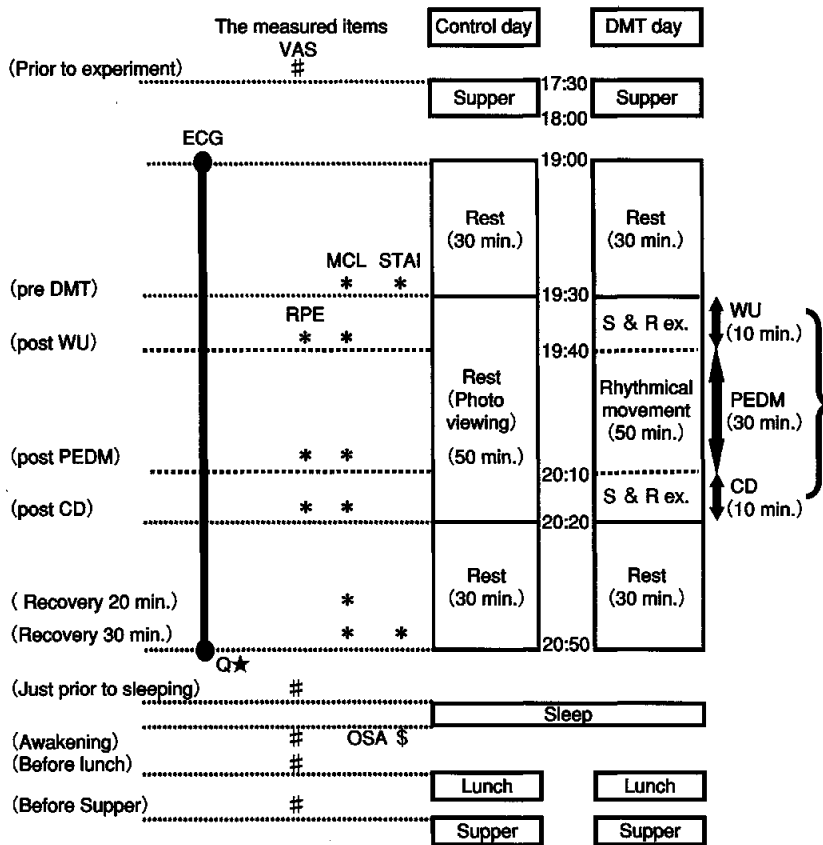 The measured items Control day DMT day
VAS
(Prior to experiment) #
17:30
Supper Supper
18:00
ECG
19:00
Rest Rest
(30 min.) (30 min.)
MCL STAI
(pre DMT) * * 19:30
RPE S & R ex. WU
(post WU) * * (10 min.)
19:40
Rest
(Photo viewing)
(50 min.)
Rhythmical movement
(50 min.)
PEDM
(30 min.)
(post PEDM) * *
20:10
S & R ex. CD
(post CD) * * (10 min.)
20:20
Rest Rest
(30 min.) (30 min.)
( Recovery 20 min.) *
(Recovery 30 min.) * * 20:50
Q★
(Just prior to sleeping) #
Sleep
(Awakening) # OSA $
(Before lunch) #
Lunch Lunch
(Before Supper) #
Supper Supper